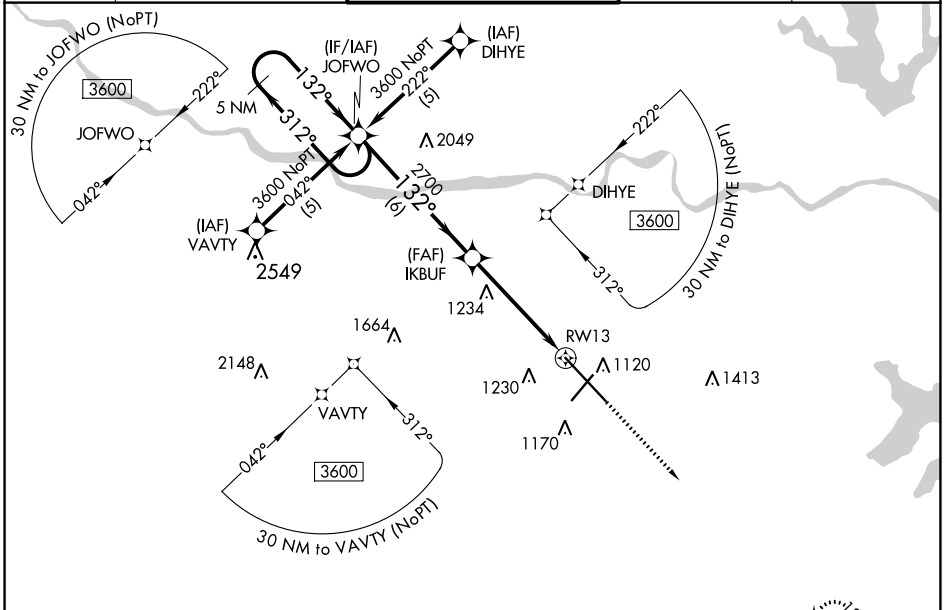 30 NM to JOFWO (NoPT)
3600
222°
JOFWO
042°
(IF/IAF)
JOFWO
(IAF)
DIHYE
3600 NoPT
222°
(5)
132°
5 NM
312°
2049
3600 NoPT
042°
(5)
(IAF)
VAVTY
2549
2700
132°
(6)
(FAF)
IKBUF
222°
DIHYE
3600
312°
30 NM to DIHYE (NoPT)
1234
1664
RW13
2148
1230
1120
1413
1170
VAVTY
042°
312°
3600
30 NM to VAVTY (NoPT)